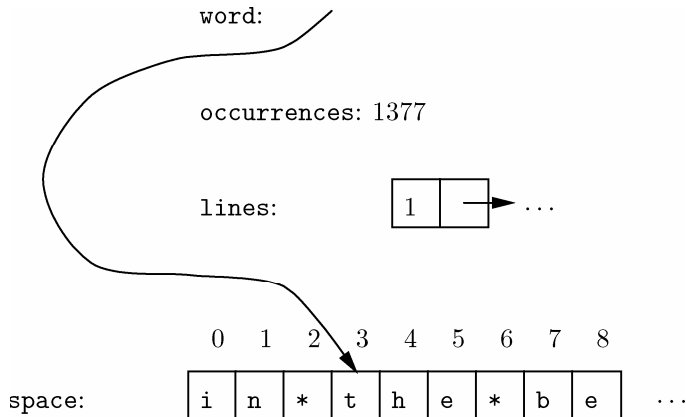 word:
occurrences: 1377
lines: 1 ...
0 1 2 3 4 5 6 7 8
space: i n * t h e * b e ...